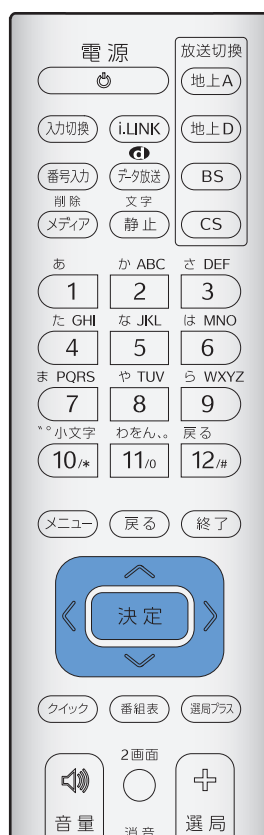 電源
放送切換
地上A
入力切換 i.LINK 地上D
番号入力 データ放送 BS
削除 文字
メディア 静止 CS
あ か ABC さ DEF
1 2 3
た GHI な JKL は MNO
4 5 6
ま PQRS や TUV ら WXYZ
7 8 9
゛゜小文字 わをん、。 戻る
10/* 11/0 12/#
メニュー 戻る 終了
決定
クイック 番組表 選局プラス
2画面
音量 消音 選局